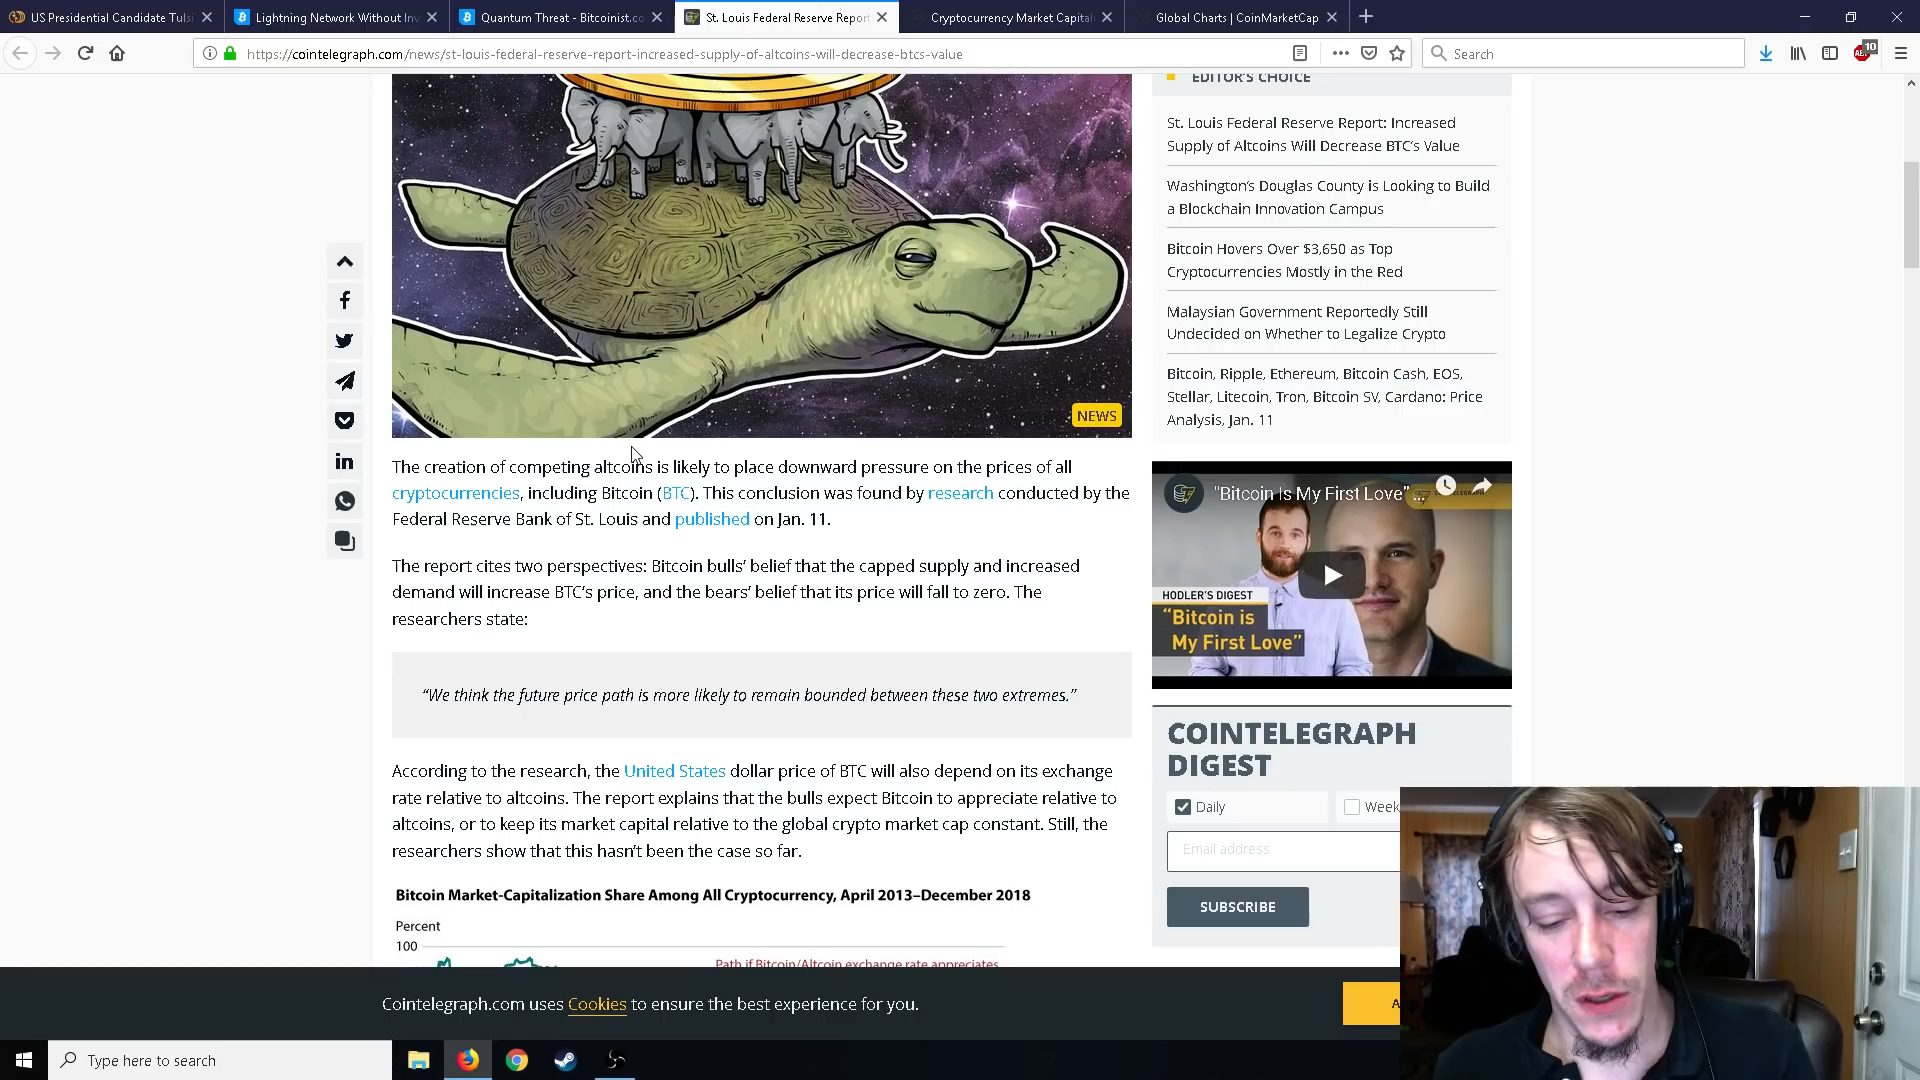 US Presidential Candidate Tulsi
Lightning Network Without Inv
Quantum Threat - Bitcoinist.co
St. Louis Federal Reserve Report
Cryptocurrency Market Capital
Global Charts | CoinMarketCap
https://cointelegraph.com/news/st-louis-federal-reserve-report-increased-supply-of-altcoins-will-decrease-btcs-value
Search
10
NEWS
The creation of competing altcoins is likely to place downward pressure on the prices of all
cryptocurrencies, including Bitcoin (BTC). This conclusion was found by research conducted by the
Federal Reserve Bank of St. Louis and published on Jan. 11.
The report cites two perspectives: Bitcoin bulls’ belief that the capped supply and increased
demand will increase BTC’s price, and the bears’ belief that its price will fall to zero. The
researchers state:
“We think the future price path is more likely to remain bounded between these two extremes.”
According to the research, the United States dollar price of BTC will also depend on its exchange
rate relative to altcoins. The report explains that the bulls expect Bitcoin to appreciate relative to
altcoins, or to keep its market capital relative to the global crypto market cap constant. Still, the
researchers show that this hasn’t been the case so far.
Bitcoin Market-Capitalization Share Among All Cryptocurrency, April 2013–December 2018
Percent
100
Path if Bitcoin/Altcoin exchange rate appreciates
EDITOR’S CHOICE
St. Louis Federal Reserve Report: Increased
Supply of Altcoins Will Decrease BTC’s Value
Washington’s Douglas County is Looking to Build
a Blockchain Innovation Campus
Bitcoin Hovers Over $3,650 as Top
Cryptocurrencies Mostly in the Red
Malaysian Government Reportedly Still
Undecided on Whether to Legalize Crypto
Bitcoin, Ripple, Ethereum, Bitcoin Cash, EOS,
Stellar, Litecoin, Tron, Bitcoin SV, Cardano: Price
Analysis, Jan. 11
"Bitcoin Is My First Love" ...
HODLER’S DIGEST
“Bitcoin is
My First Love”
COINTELEGRAPH
DIGEST
Daily
Week
Email address
SUBSCRIBE
Cointelegraph.com uses Cookies to ensure the best experience for you.
A
Type here to search